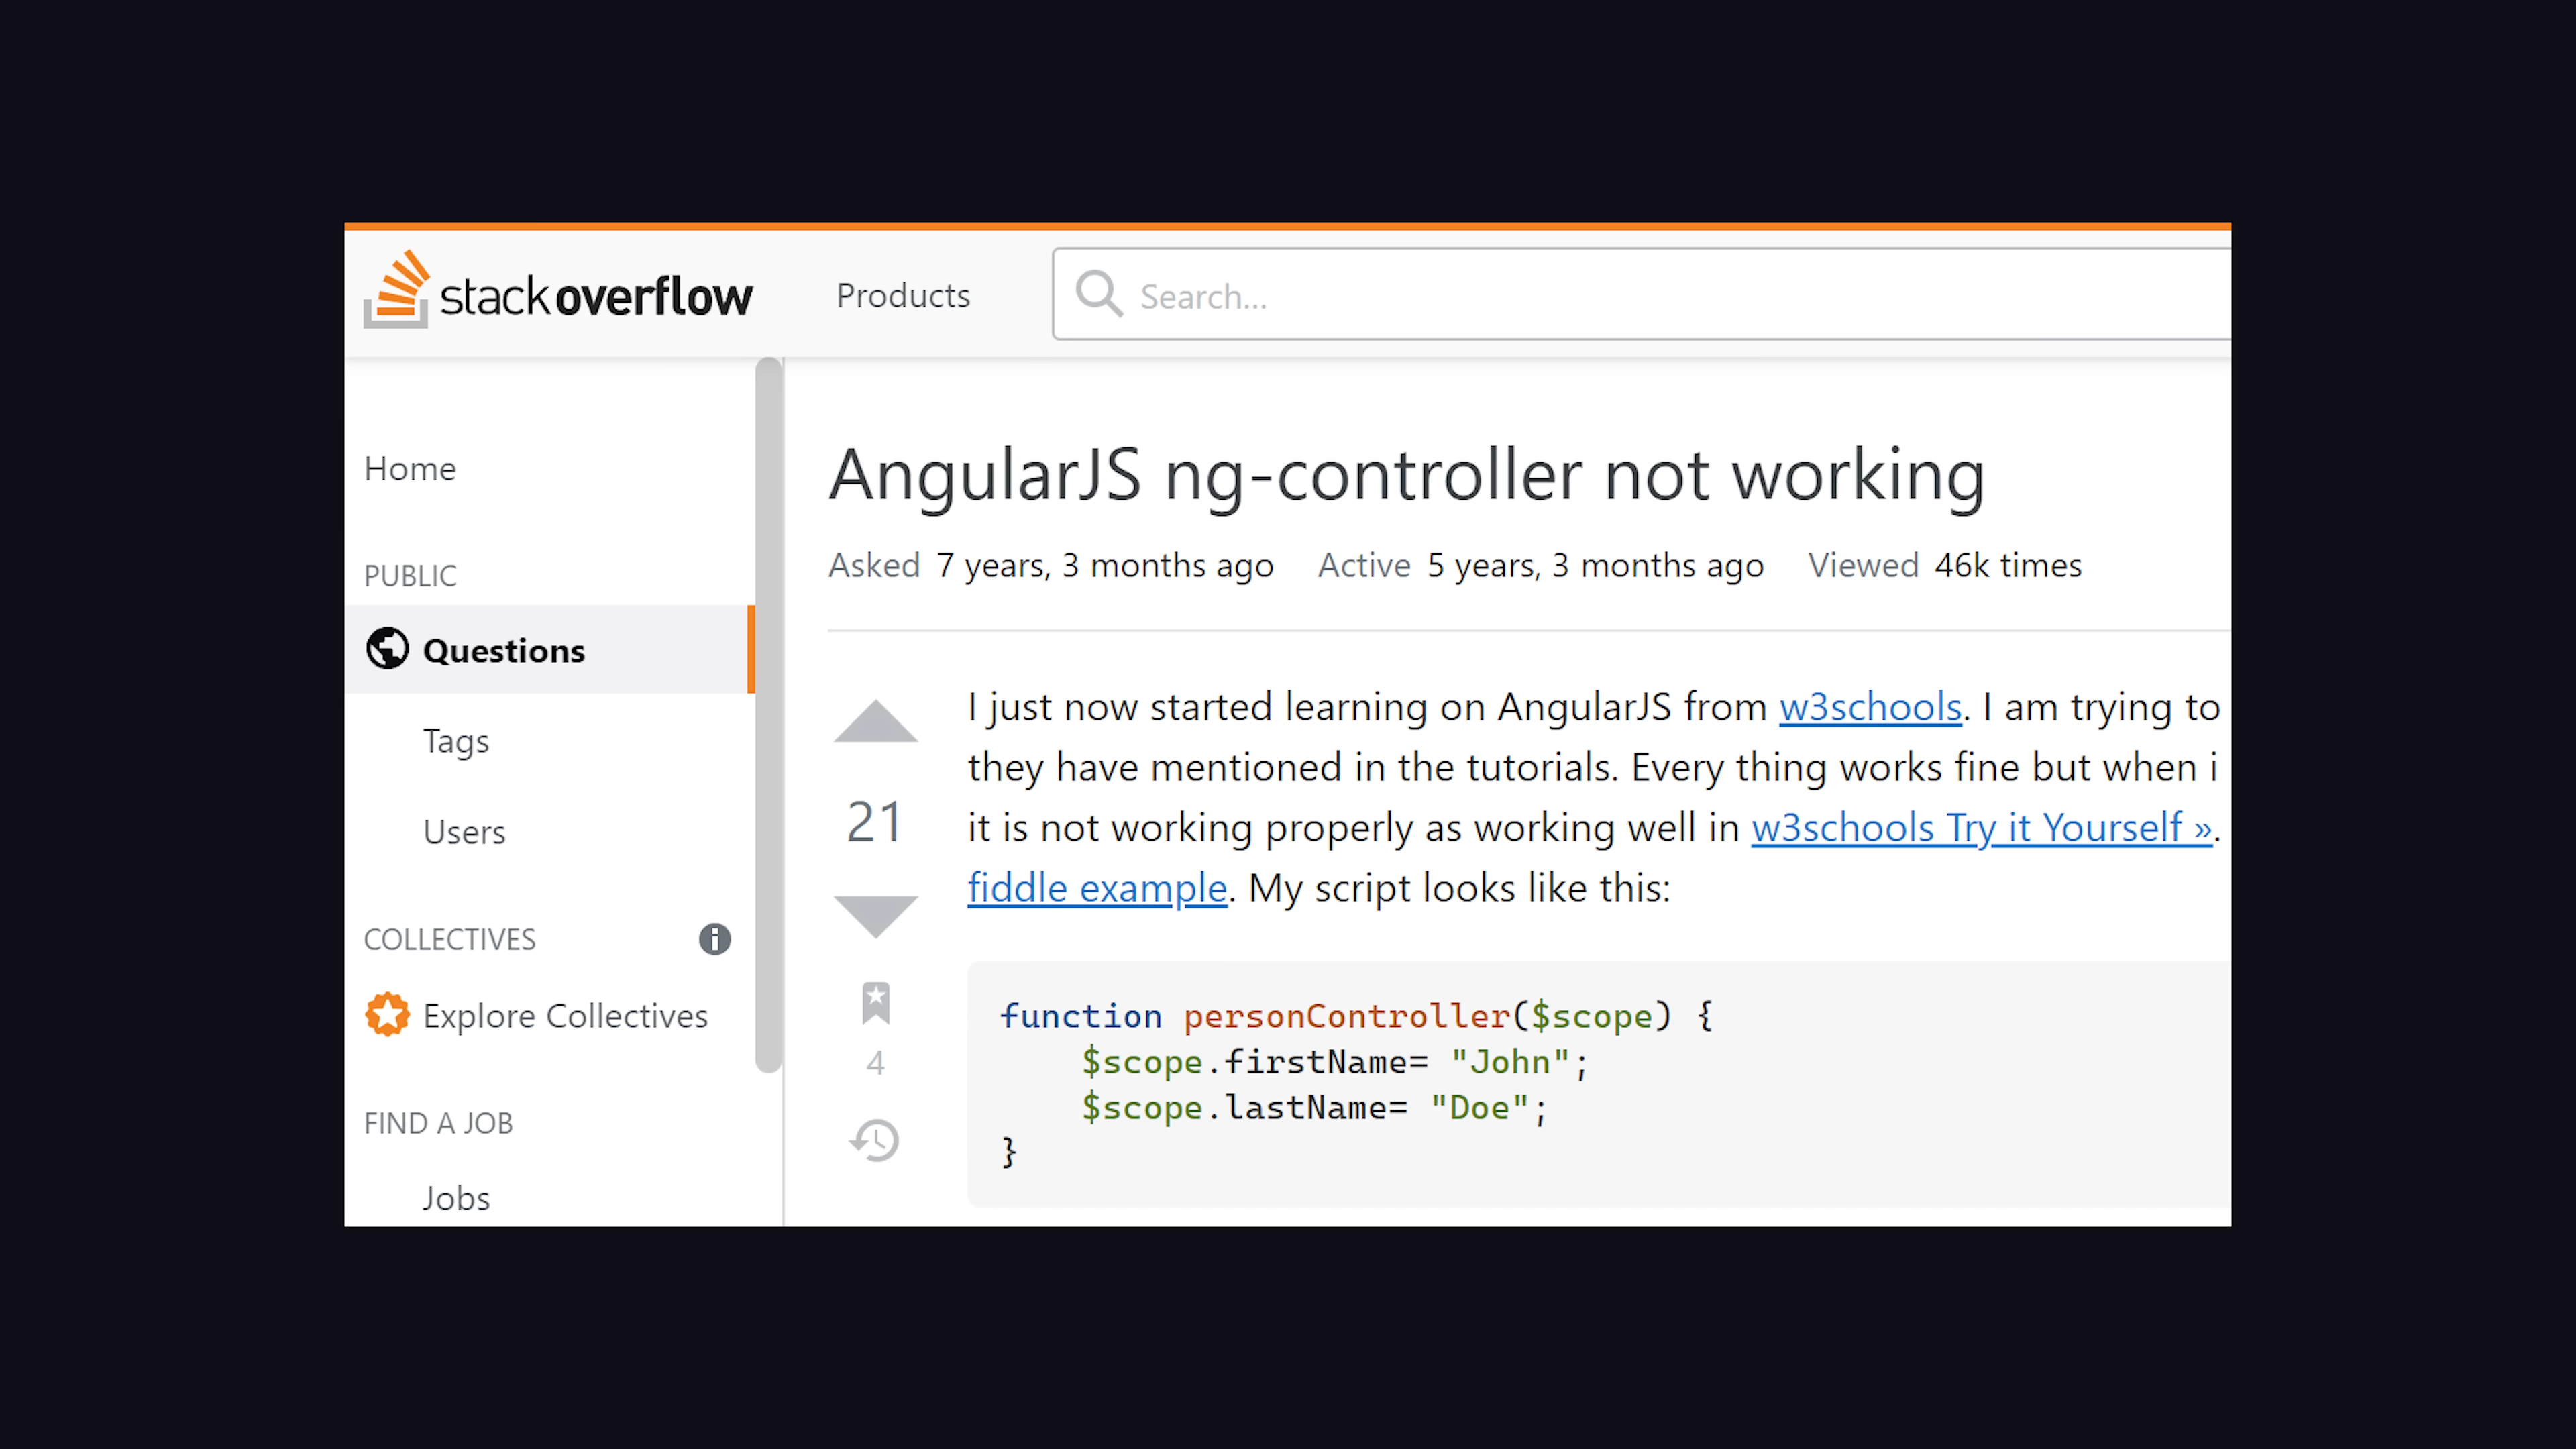 stackoverflow
Products
Search...
Home
PUBLIC
Questions
Tags
Users
COLLECTIVES
Explore Collectives
FIND A JOB
Jobs
AngularJS ng-controller not working
Asked 7 years, 3 months ago Active 5 years, 3 months ago Viewed 46k times
21
4
I just now started learning on AngularJS from w3schools. I am trying to
they have mentioned in the tutorials. Every thing works fine but when i
it is not working properly as working well in w3schools Try it Yourself ».
fiddle example. My script looks like this:
function personController($scope) {
$scope.firstName= "John";
$scope.lastName= "Doe";
}